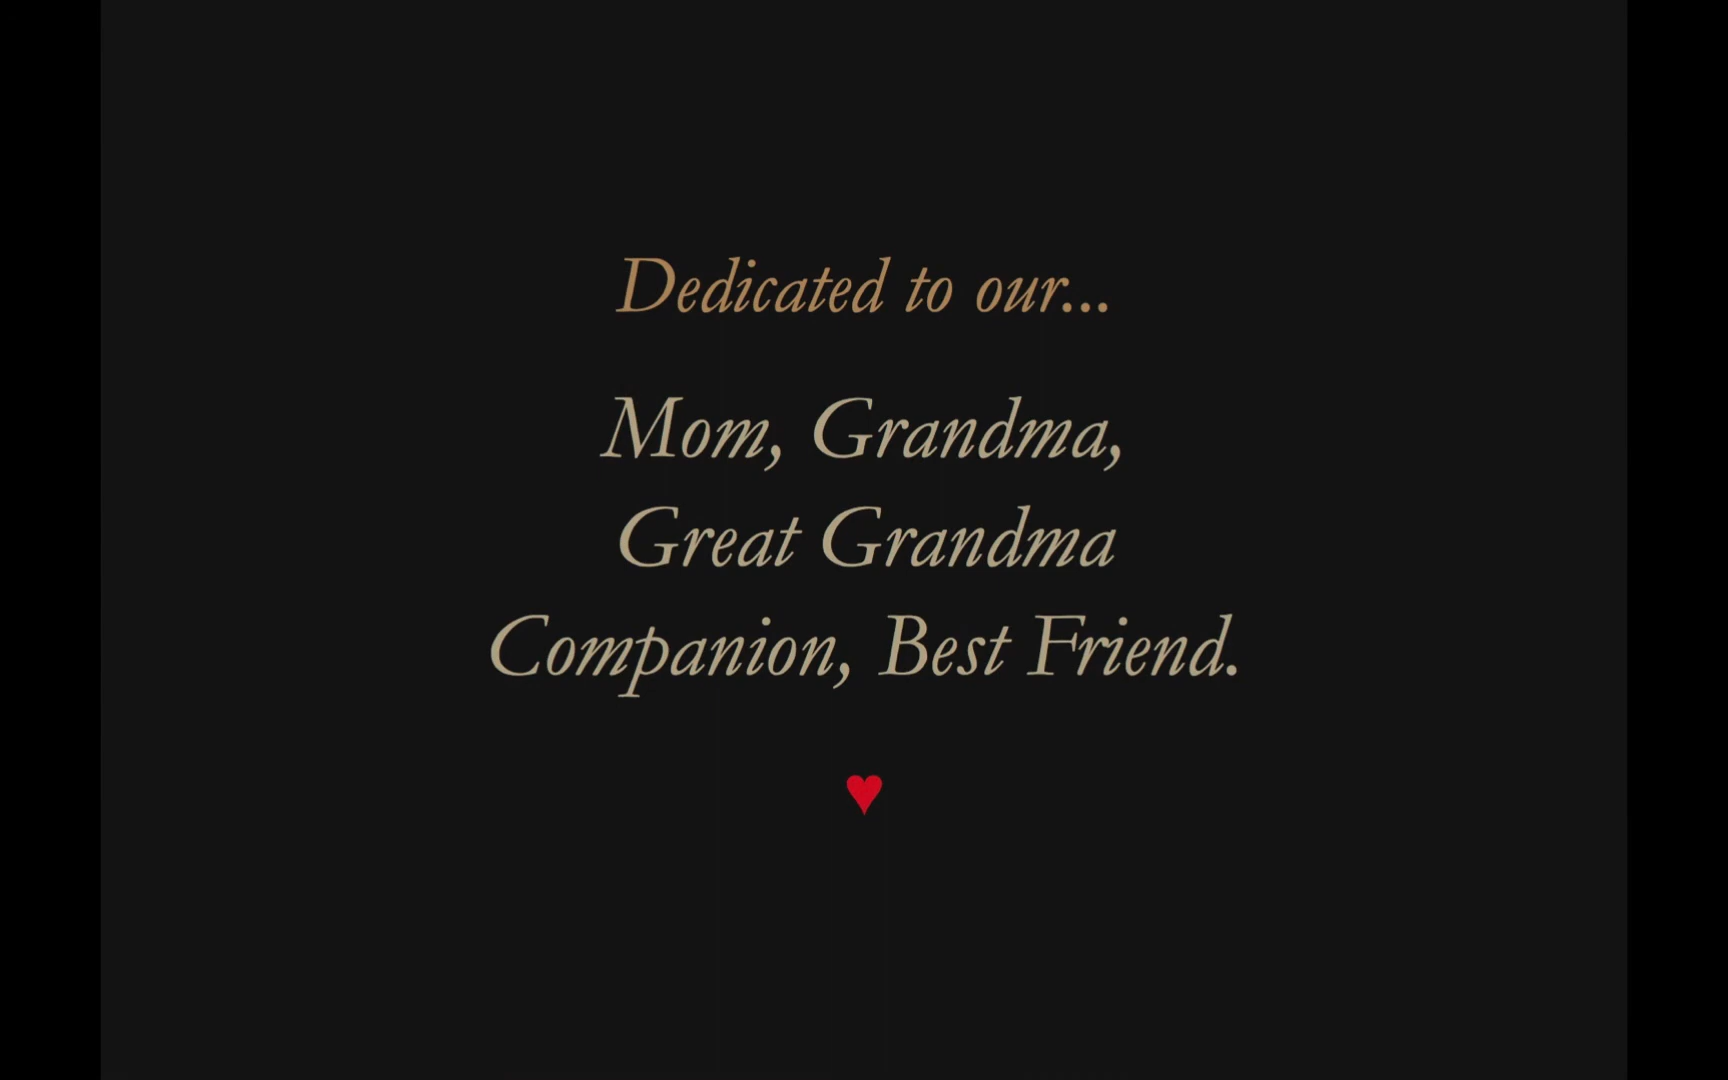 Dedicated to our...
Mom, Grandma,
Great Grandma
Companion, Best Friend.
♥